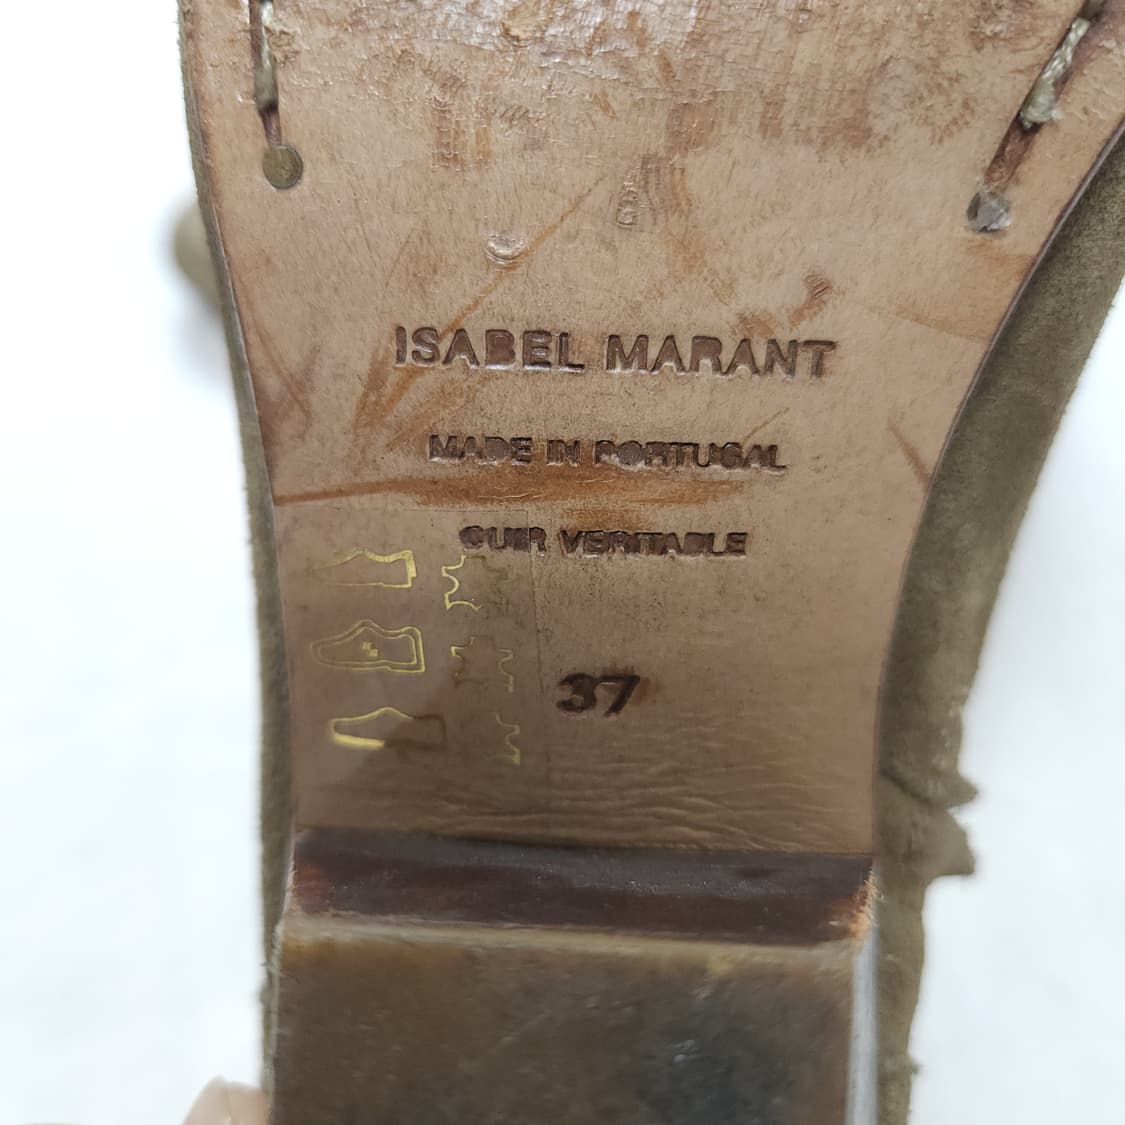 ISABEL MARANT
MADE IN PORTUGAL
CUIR VERITABLE
37